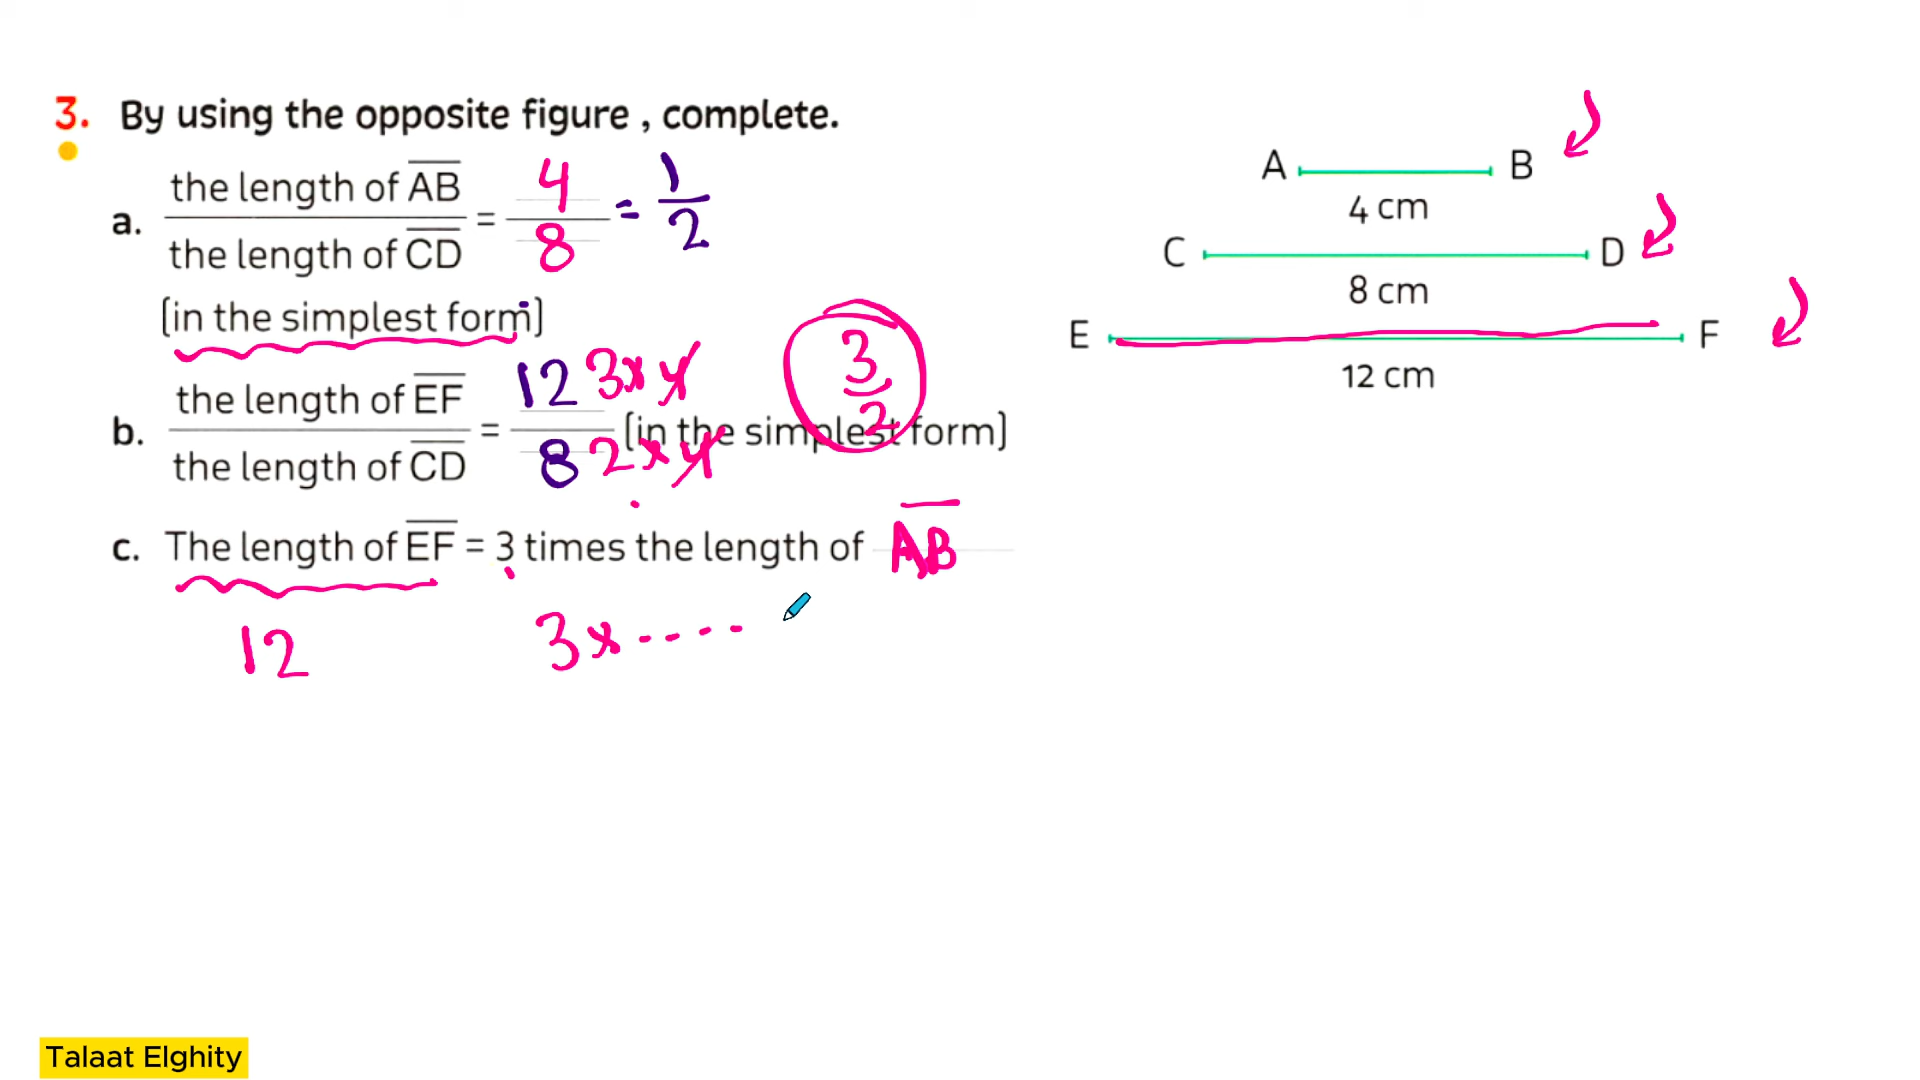 3. By using the opposite figure , complete.
a. the length of AB / the length of CD = 4 / 8 = 1 / 2
(in the simplest form)
b. the length of EF / the length of CD = 12 3×4 / 8 2×4 (in the simplest form) 3 / 2
c. The length of EF = 3 times the length of AB
12 3×----
A B
4 cm
C D
8 cm
E F
12 cm
Talaat Elghity